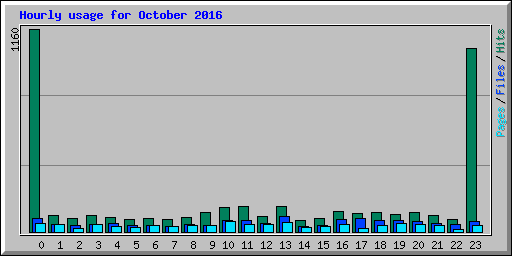 Hourly usage for October 2016
1160
Pages/Files/Hits
0 1 2 3 4 5 6 7 8 9 10 11 12 13 14 15 16 17 18 19 20 21 22 23